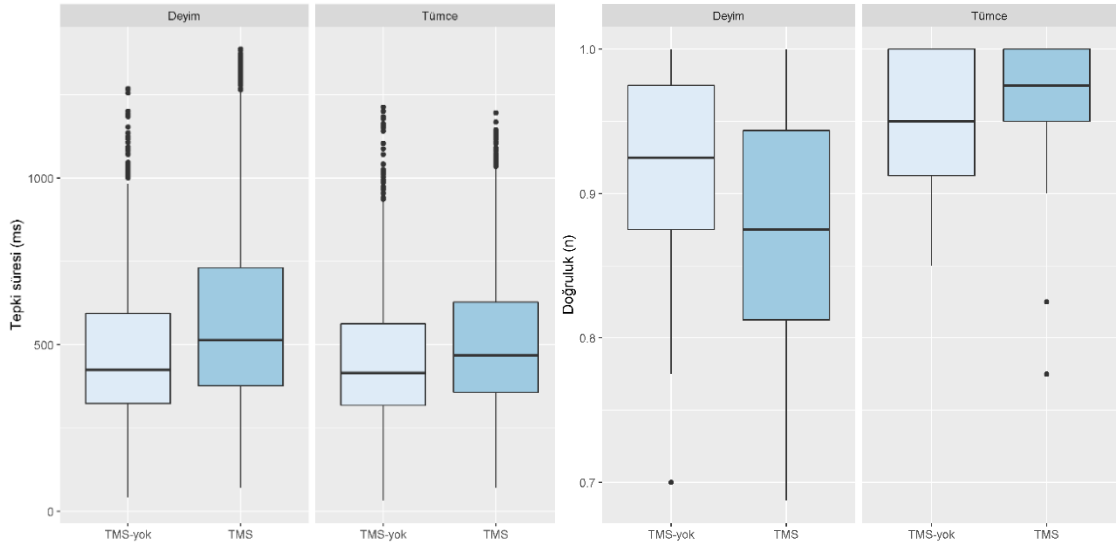 Deyim
Tümce
Tepki süresi (ms)
1000
500
0
TMS-yok
TMS
TMS-yok
TMS
Deyim
Tümce
Doğruluk (n)
1.0
0.9
0.8
0.7
TMS-yok
TMS
TMS-yok
TMS